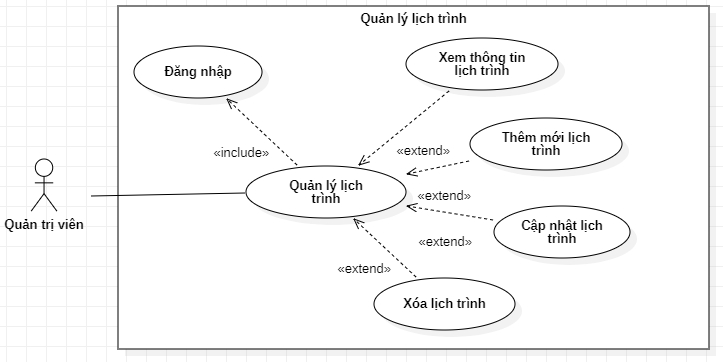 Quản lý lịch trình
Đăng nhập
Xem thông tin
lịch trình
Thêm mới lịch
trình
«include»
«extend»
Quản lý lịch
trình
«extend»
Quản trị viên
Cập nhật lịch
trình
«extend»
«extend»
Xóa lịch trình